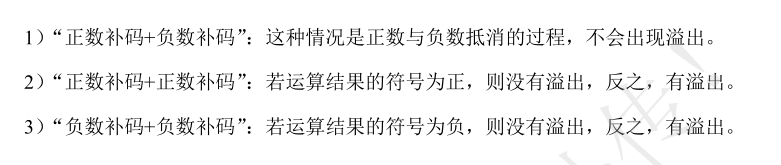 1）“正数补码+负数补码”：这种情况是正数与负数抵消的过程，不会出现溢出。
2）“正数补码+正数补码”：若运算结果的符号为正，则没有溢出，反之，有溢出。
3）“负数补码+负数补码”：若运算结果的符号为负，则没有溢出，反之，有溢出。